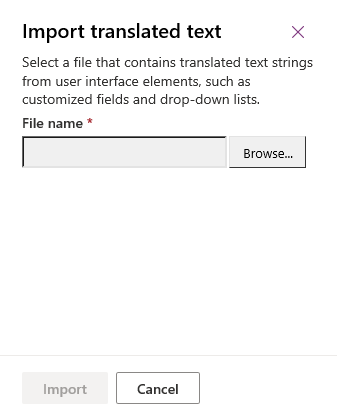 Import translated text
Select a file that contains translated text strings
from user interface elements, such as
customized fields and drop-down lists.
File name *
Browse...
Import
Cancel